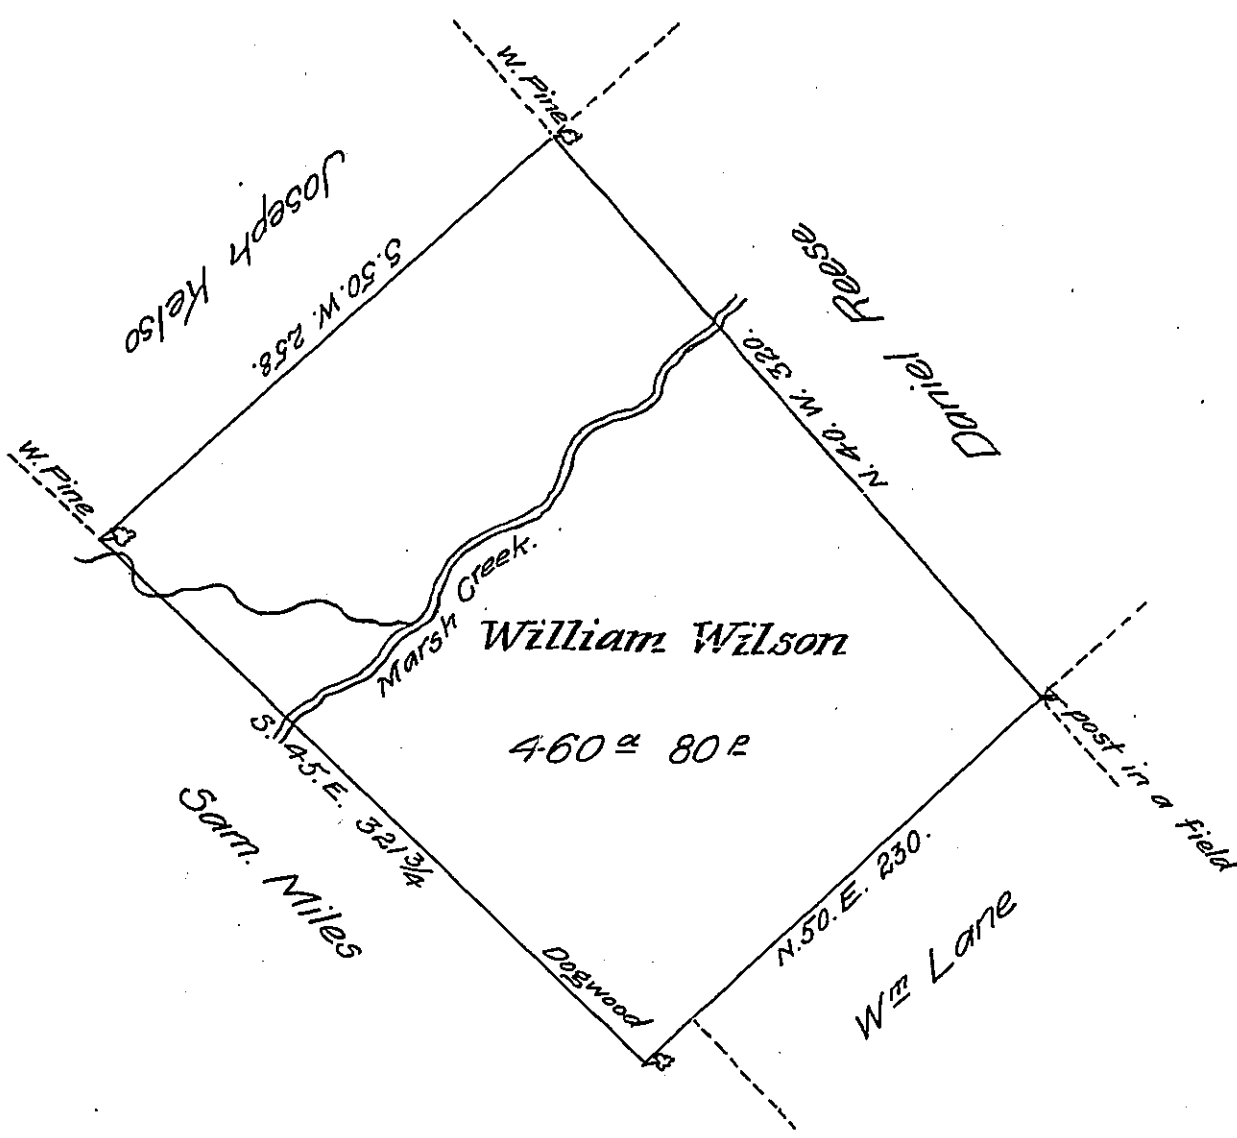 W. Pine
Joseph Kelso
S. 50. W. 258.
Daniel Reese
N. 40. W. 320.
W. Pine
Marsh Creek.
William Wilson
460 a 80 p
post in a field
S. 45. E. 321 3/4
Sam. Miles
N. 50. E. 230.
Wm Lane
Dogwood